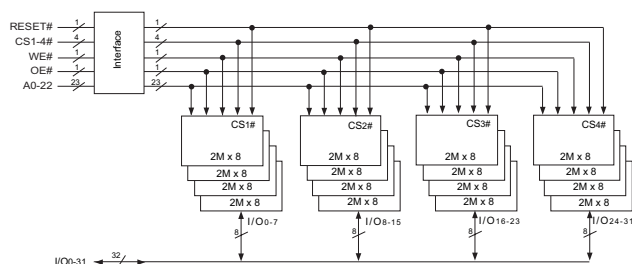 RESET# 1 1
CS1-4# 4 4
WE# 1 1
OE# 1 1
A0-22 23 23
Interface
CS1# CS2# CS3# CS4#
2M x 8 2M x 8 2M x 8 2M x 8
2M x 8 2M x 8 2M x 8 2M x 8
2M x 8 2M x 8 2M x 8 2M x 8
2M x 8 2M x 8 2M x 8 2M x 8
I/O0-7 I/O8-15 I/O16-23 I/O24-31
8 8 8 8
I/O0-31 32